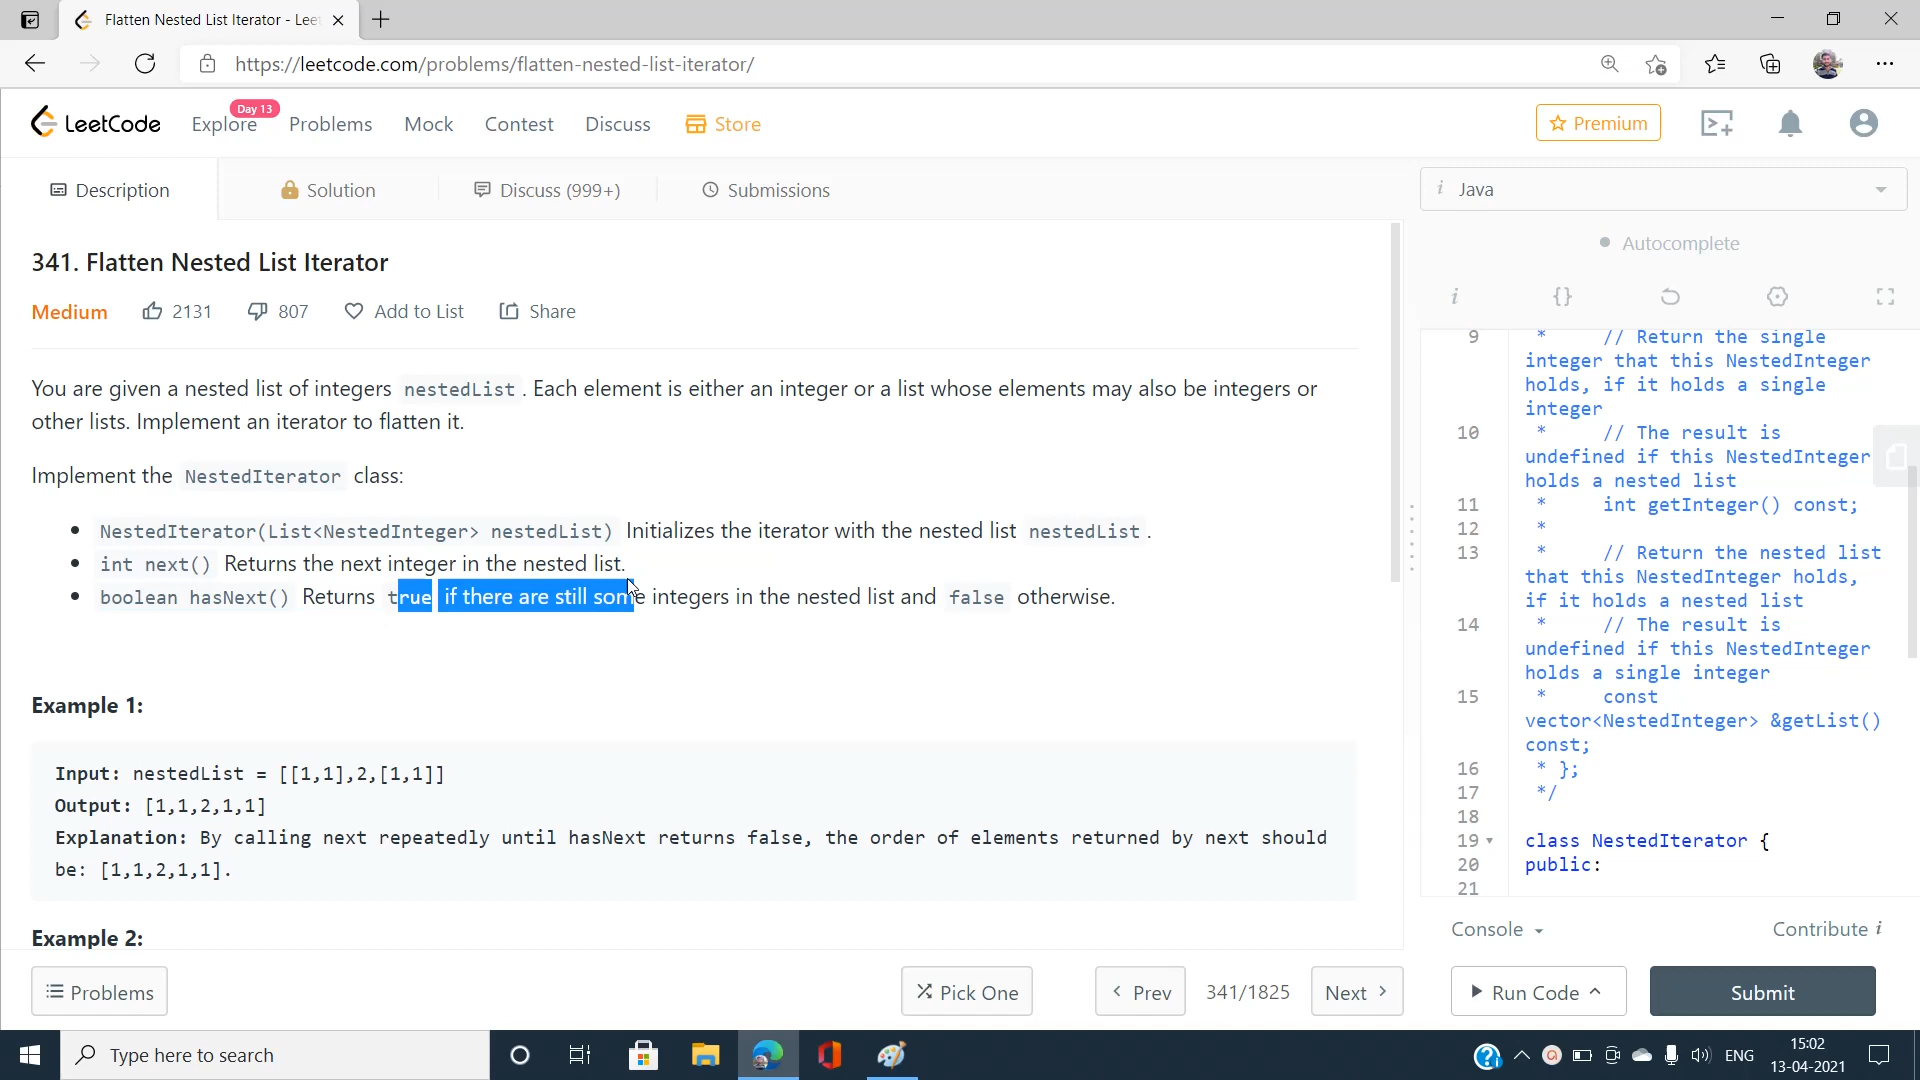 Flatten Nested List Iterator - Lee
https://leetcode.com/problems/flatten-nested-list-iterator/
LeetCode
Explore
Day 13
Problems
Mock
Contest
Discuss
Store
Premium
Description
Solution
Discuss (999+)
Submissions
341. Flatten Nested List Iterator
Medium
2131
807
Add to List
Share
You are given a nested list of integers nestedList. Each element is either an integer or a list whose elements may also be integers or
other lists. Implement an iterator to flatten it.
Implement the NestedIterator class:
NestedIterator(List<NestedInteger> nestedList) Initializes the iterator with the nested list nestedList.
int next() Returns the next integer in the nested list.
boolean hasNext() Returns true if there are still some integers in the nested list and false otherwise.
Example 1:
Input: nestedList = [[1,1],2,[1,1]]
Output: [1,1,2,1,1]
Explanation: By calling next repeatedly until hasNext returns false, the order of elements returned by next should
be: [1,1,2,1,1].
Example 2:
Problems
Pick One
Prev
341/1825
Next
i Java
Autocomplete
i {}
9 * // Return the single
integer that this NestedInteger
holds, if it holds a single
integer
10 * // The result is
undefined if this NestedInteger
holds a nested list
11 * int getInteger() const;
12 *
13 * // Return the nested list
that this NestedInteger holds,
if it holds a nested list
14 * // The result is
undefined if this NestedInteger
holds a single integer
15 * const
vector<NestedInteger> &getList()
const;
16 * };
17 */
18
19 class NestedIterator {
20 public:
21
Console
Contribute i
Run Code
Submit
Type here to search
ENG
15:02
13-04-2021